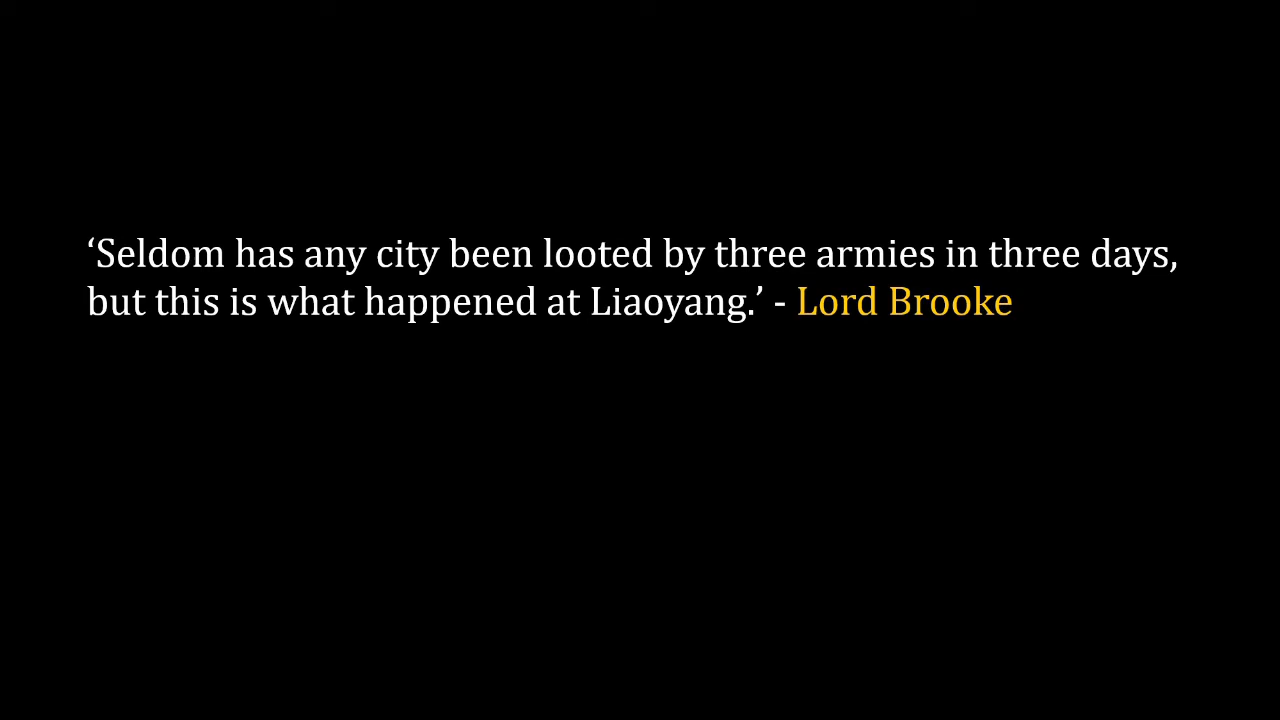 ‘Seldom has any city been looted by three armies in three days,
but this is what happened at Liaoyang.’ - Lord Brooke